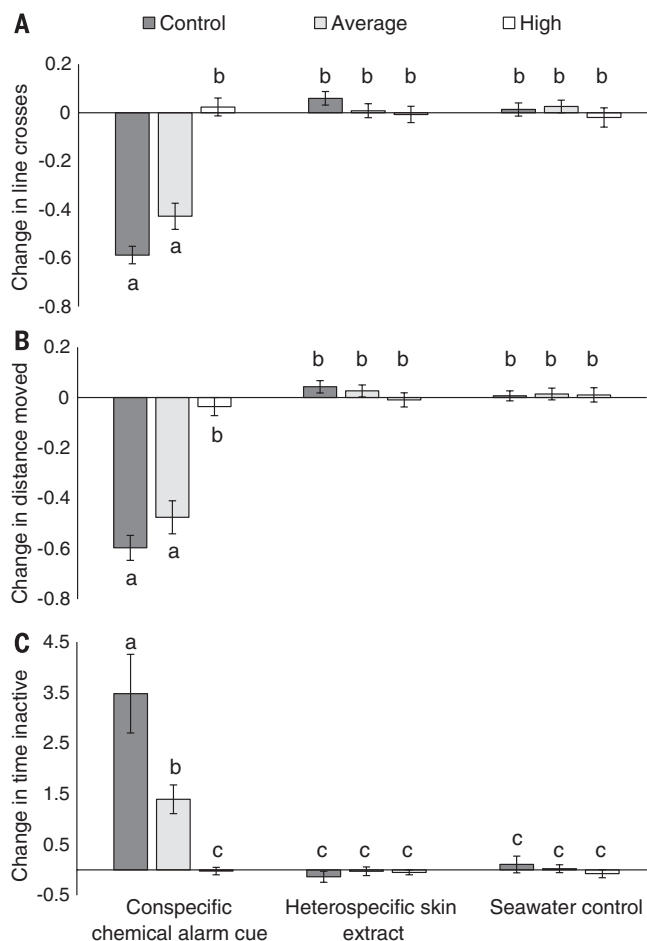 A
Control Average High
0.2
b b b b b b b
0
-0.2
-0.4
a
-0.6
a
-0.8
Change in line crosses
B
0.2
b b b b b b
0
b
-0.2
-0.4
a
-0.6
a
-0.8
Change in distance moved
C
4.5
a
3.5
2.5
b
1.5
c c c c c c c
0.5
-0.5
Change in time inactive
Conspecific Heterospecific skin Seawater control
chemical alarm cue extract